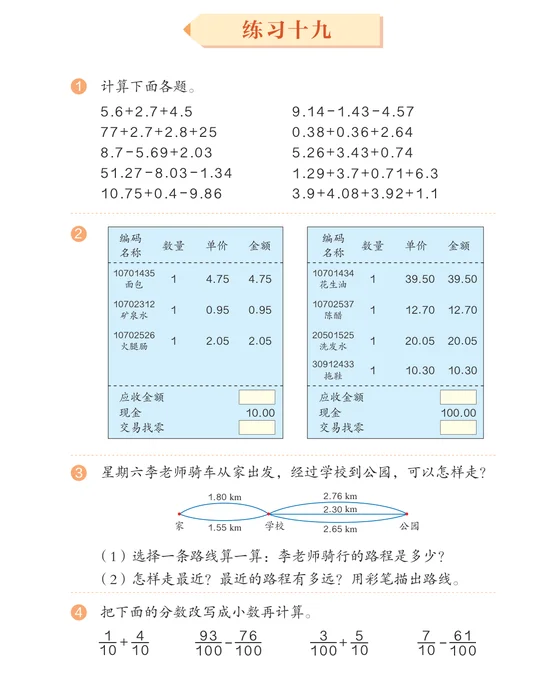 练习十九
1 计算下面各题。
5.6+2.7+4.5 9.14-1.43-4.57
77+2.7+2.8+25 0.38+0.36+2.64
8.7-5.69+2.03 5.26+3.43+0.74
51.27-8.03-1.34 1.29+3.7+0.71+6.3
10.75+0.4-9.86 3.9+4.08+3.92+1.1
2
编码
名称 数量 单价 金额
10701435
面包 1 4.75 4.75
10702312
矿泉水 1 0.95 0.95
10702526
火腿肠 1 2.05 2.05
应收金额
现金 10.00
交易找零
编码
名称 数量 单价 金额
10701434
花生油 1 39.50 39.50
10702537
陈醋 1 12.70 12.70
20501525
洗发水 1 20.05 20.05
30912433
拖鞋 1 10.30 10.30
应收金额
现金 100.00
交易找零
3 星期六李老师骑车从家出发，经过学校到公园，可以怎样走？
1.80 km 2.76 km
2.30 km
家 1.55 km 学校 2.65 km 公园
（1）选择一条路线算一算：李老师骑行的路程是多少？
（2）怎样走最近？最近的路程有多远？用彩笔描出路线。
4 把下面的分数改写成小数再计算。
1/10+4/10 93/100-76/100 3/100+5/10 7/10-61/100